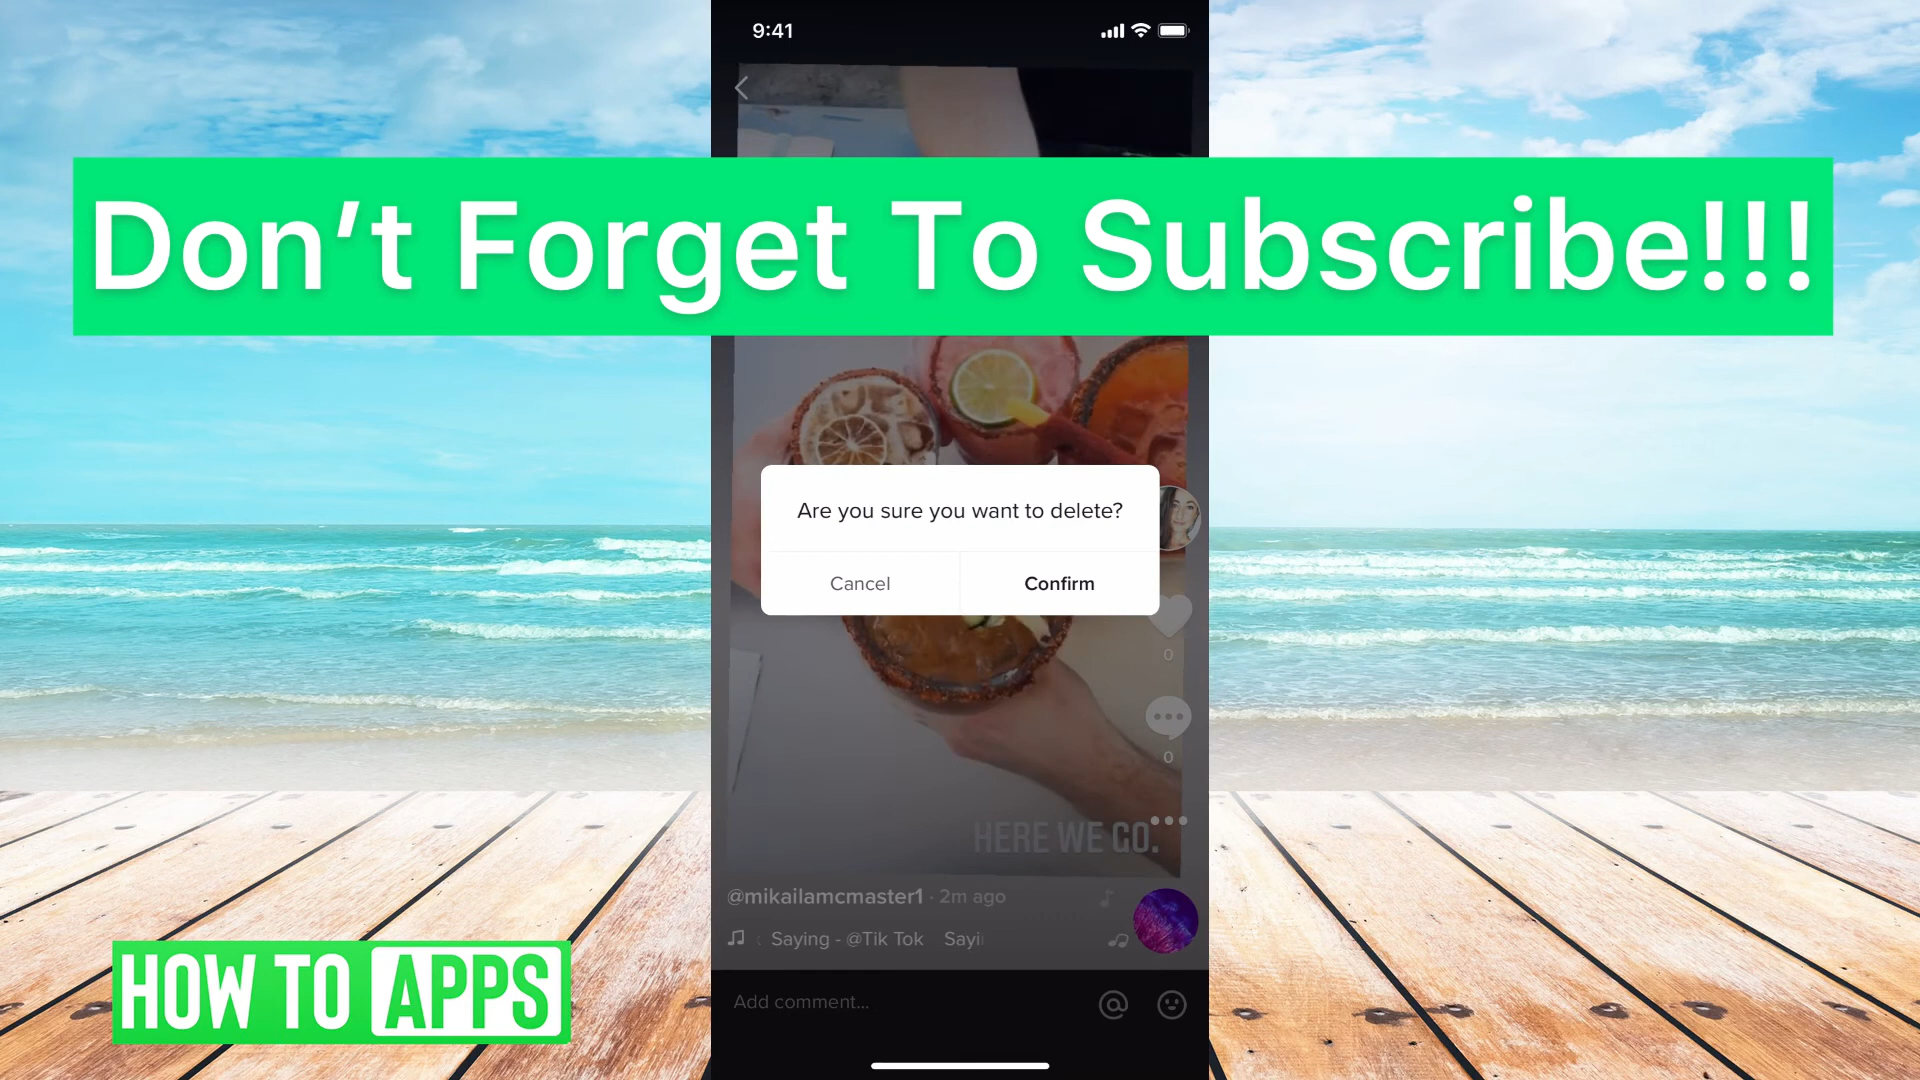 9:41
Don’t Forget To Subscribe!!!
Are you sure you want to delete?
Cancel
Confirm
0
0
HERE WE GO.
@mikailamcmaster1 · 2m ago
Saying - @Tik Tok
Add comment...
HOW TO APPS